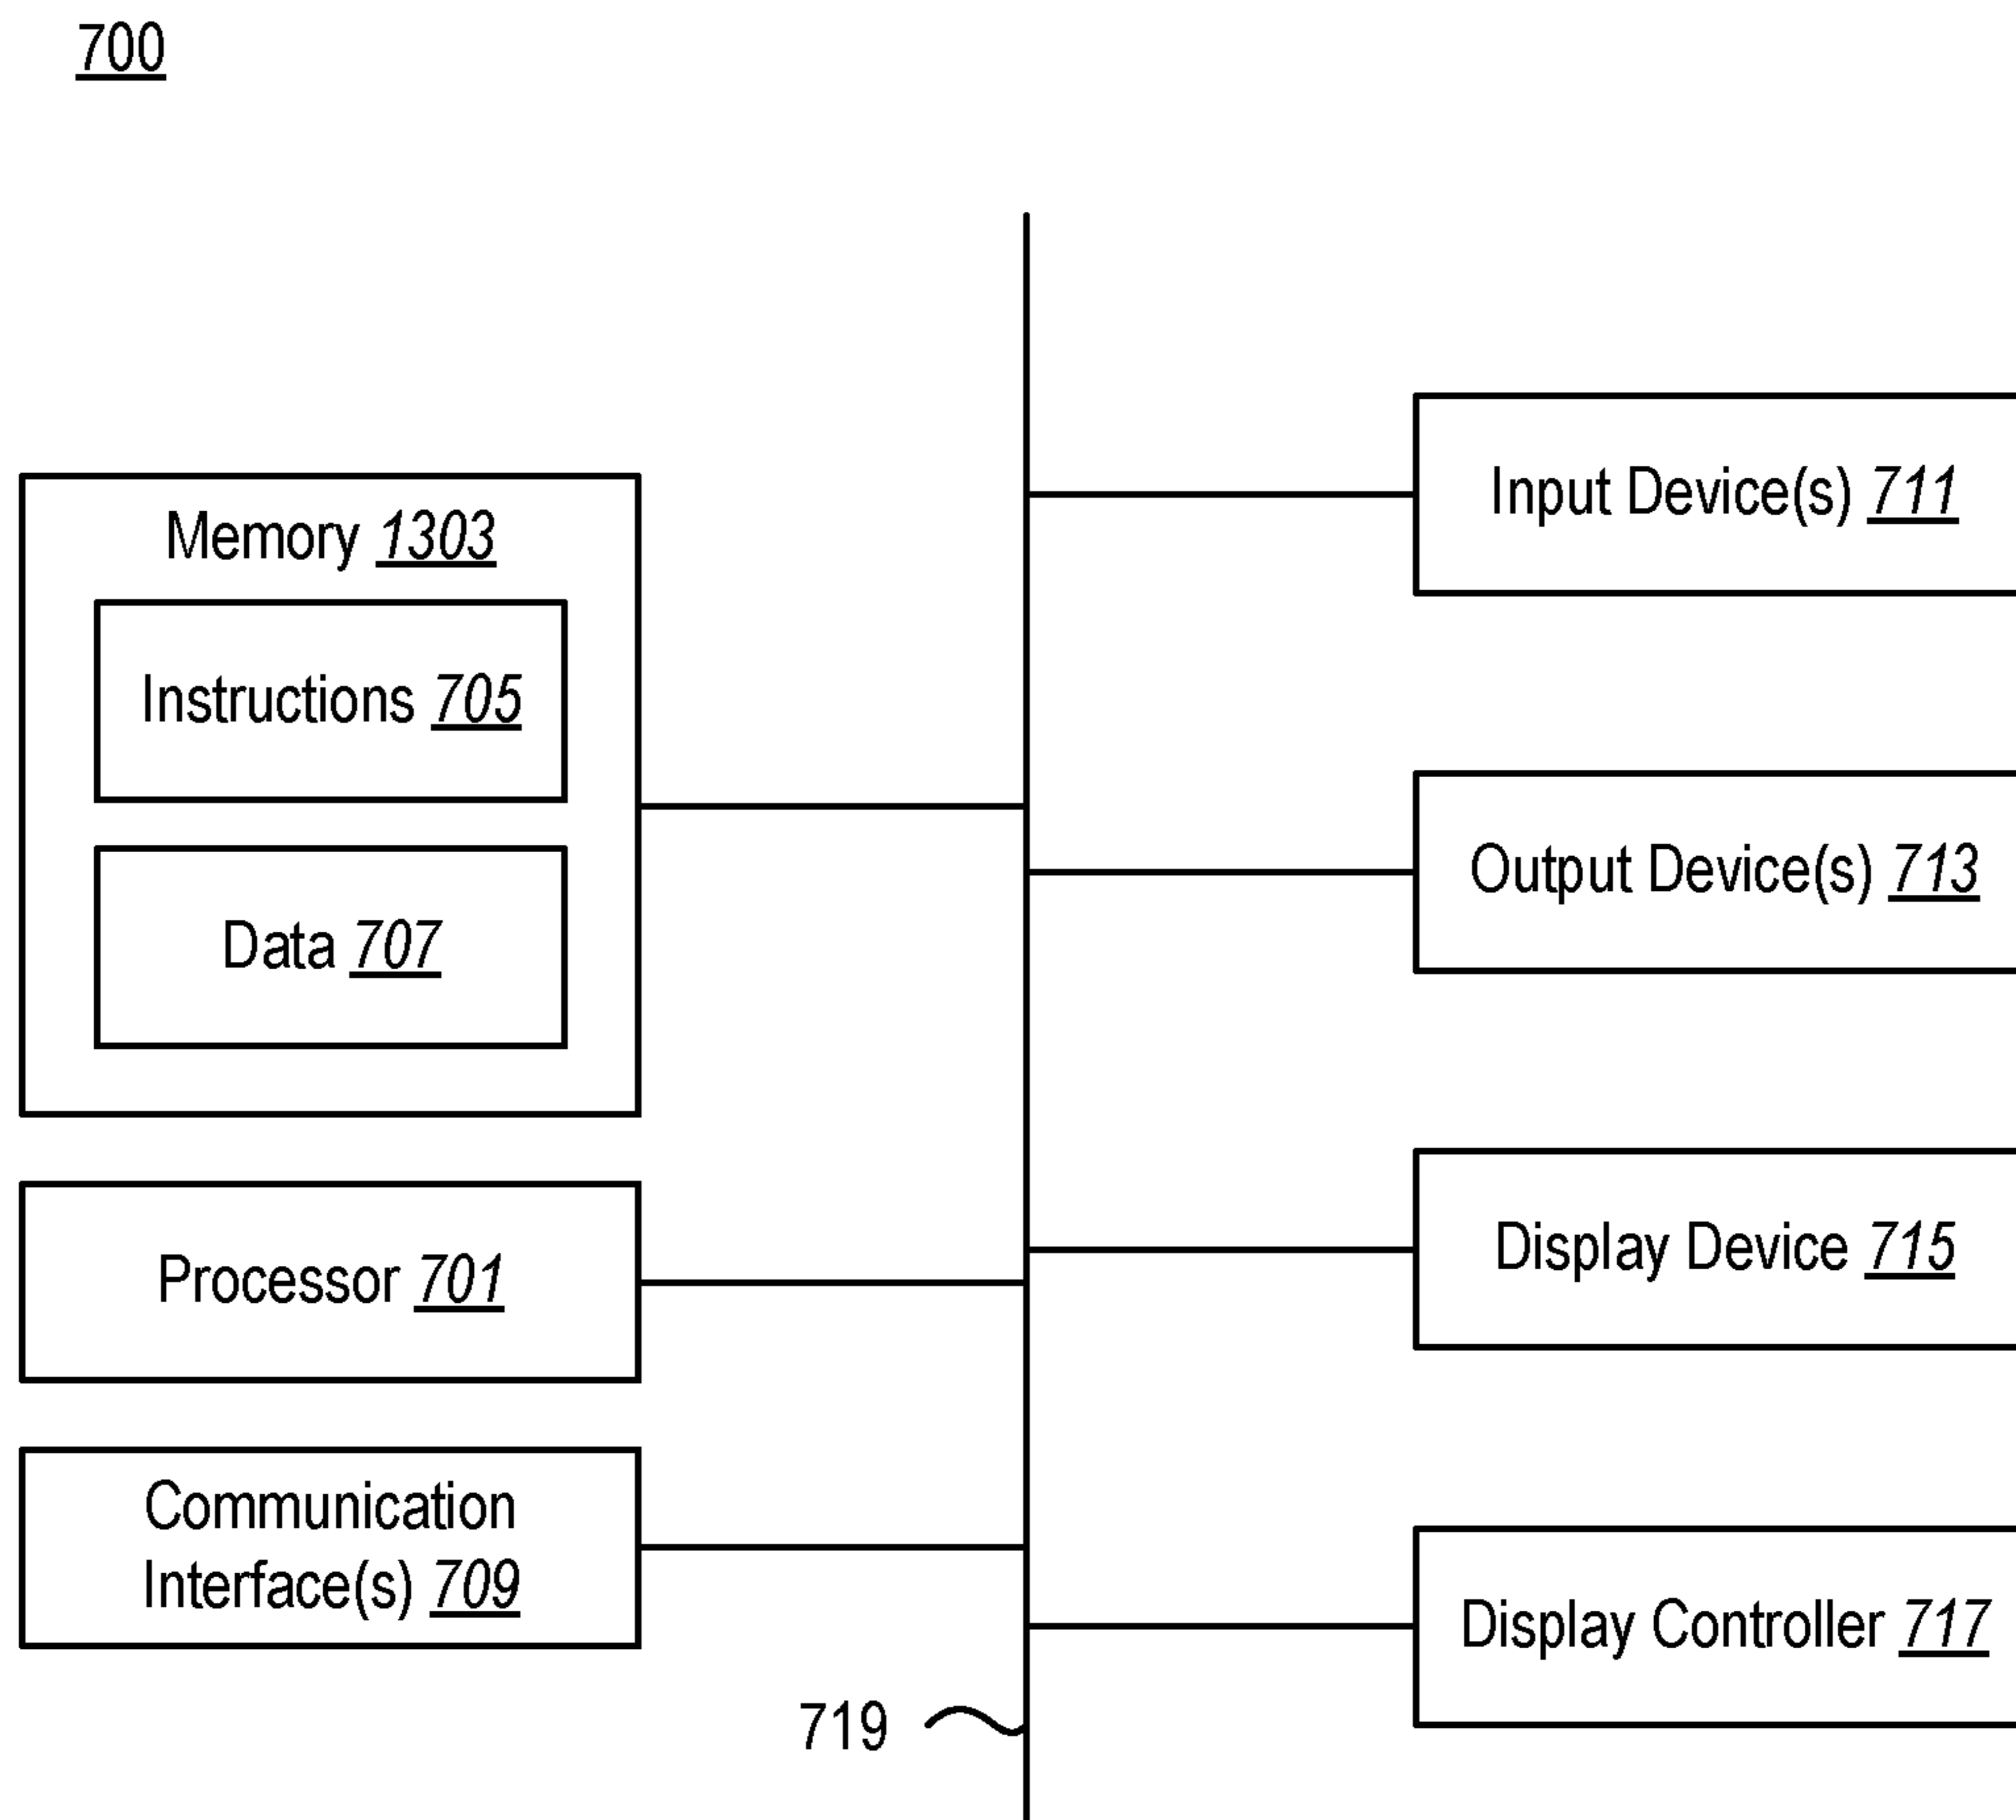 700
Memory 1303
Instructions 705
Data 707
Processor 701
Communication
Interface(s) 709
719
Input Device(s) 711
Output Device(s) 713
Display Device 715
Display Controller 717